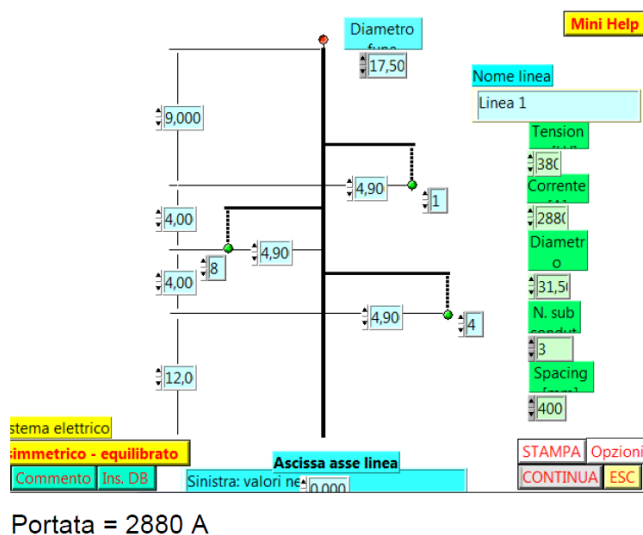 Mini Help
Diametro
17,50
Nome linea
Linea 1
9,000
Tension
380
Corrente
2880
4,90
1
4,00
Diametr
o
8
4,90
4,00
31,5
N. sub
4,90
4
3
Spacing
12,0
400
stema elettrico
simmetrico - equilibrato
STAMPA Opzioni
Ascissa asse linea
Commento Ins. DB
Sinistra: valori ne
0,000
CONTINUA ESC
Portata = 2880 A